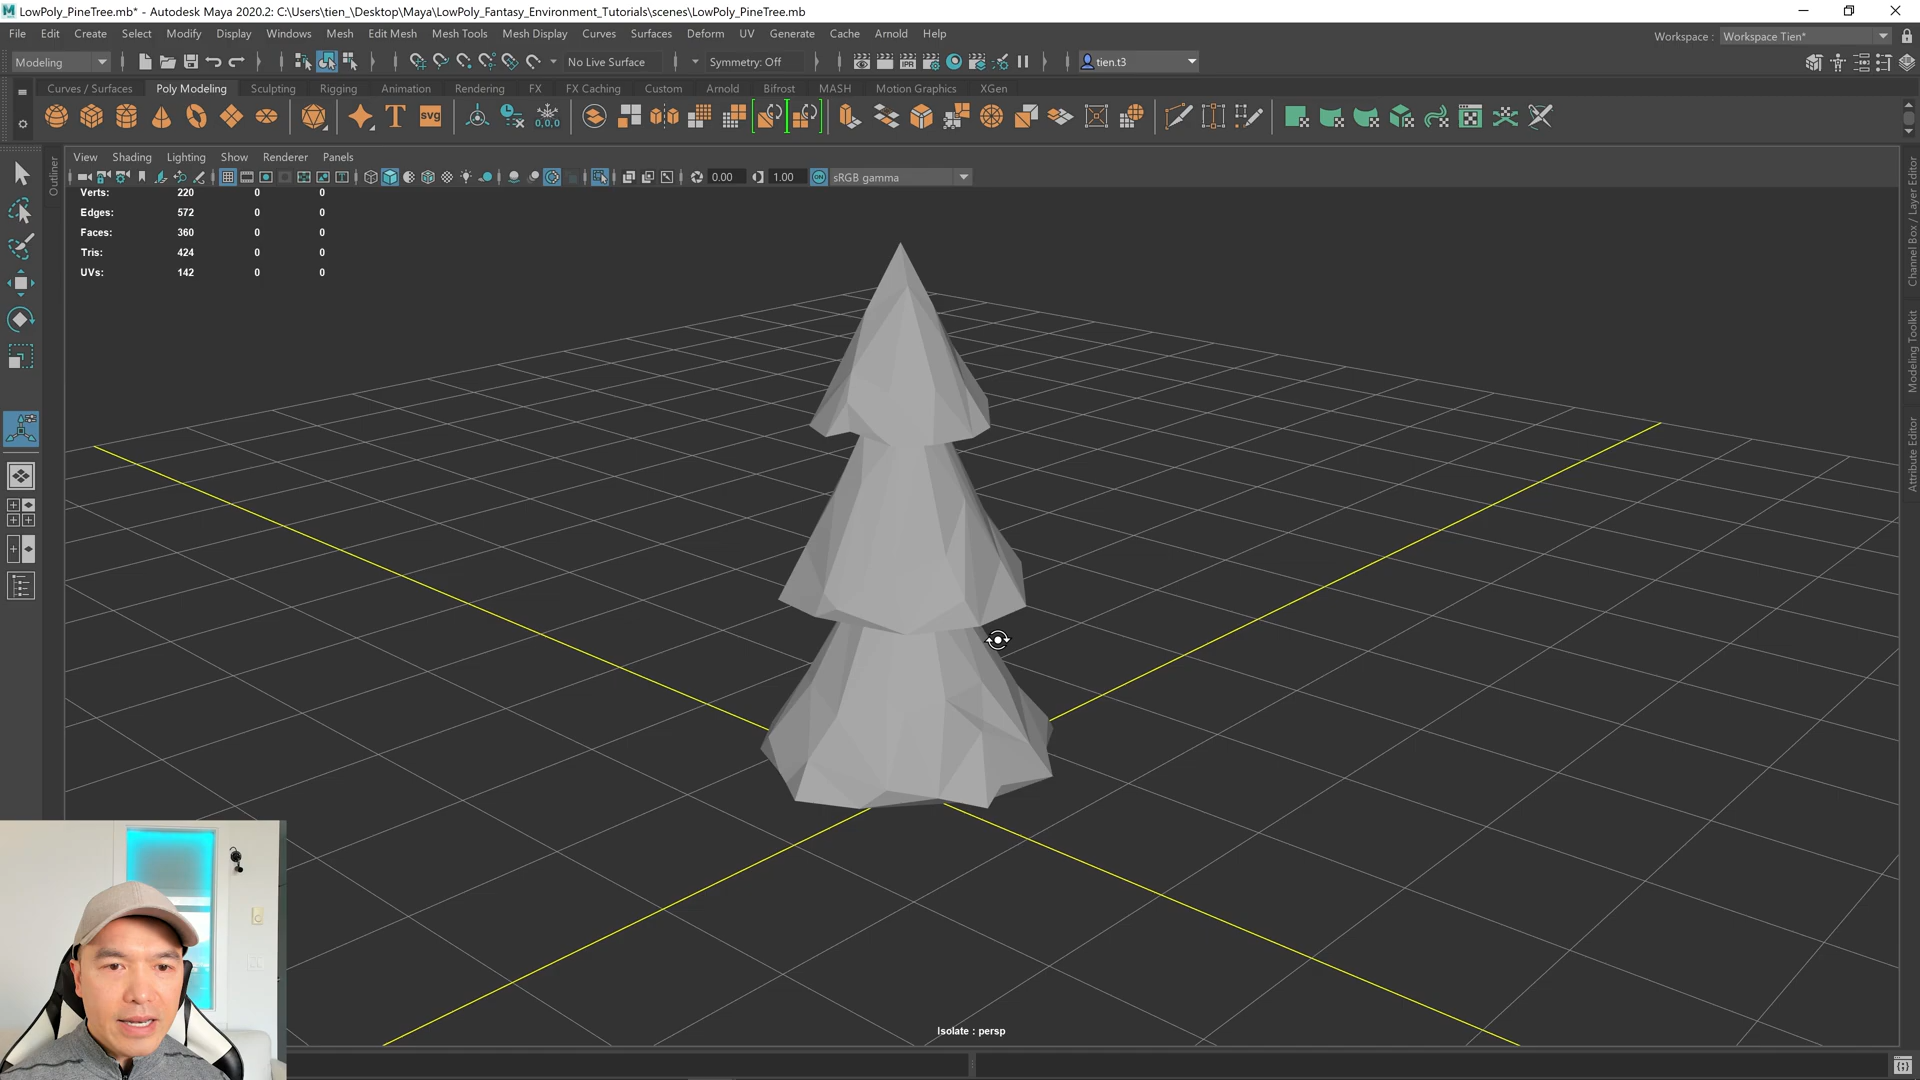 LowPoly_PineTree.mb* - Autodesk Maya 2020.2: C:\Users\tien_\Desktop\Maya\LowPoly_Fantasy_Environment_Tutorials\scenes\LowPoly_PineTree.mb
File Edit Create Select Modify Display Windows Mesh Edit Mesh Mesh Tools Mesh Display Curves Surfaces Deform UV Generate Cache Arnold Help
Workspace : Workspace Tien*
Modeling No Live Surface Symmetry: Off tien.t3
Curves / Surfaces Poly Modeling Sculpting Rigging Animation Rendering FX FX Caching Custom Arnold Bifrost MASH Motion Graphics XGen
T svg 0,0,0
View Shading Lighting Show Renderer Panels
0.00 1.00 ON sRGB gamma
Verts: 220 0 0
Edges: 572 0 0
Faces: 360 0 0
Tris: 424 0 0
UVs: 142 0 0
Outliner
Channel Box / Layer Editor
Modeling Toolkit
Attribute Editor
Isolate : persp